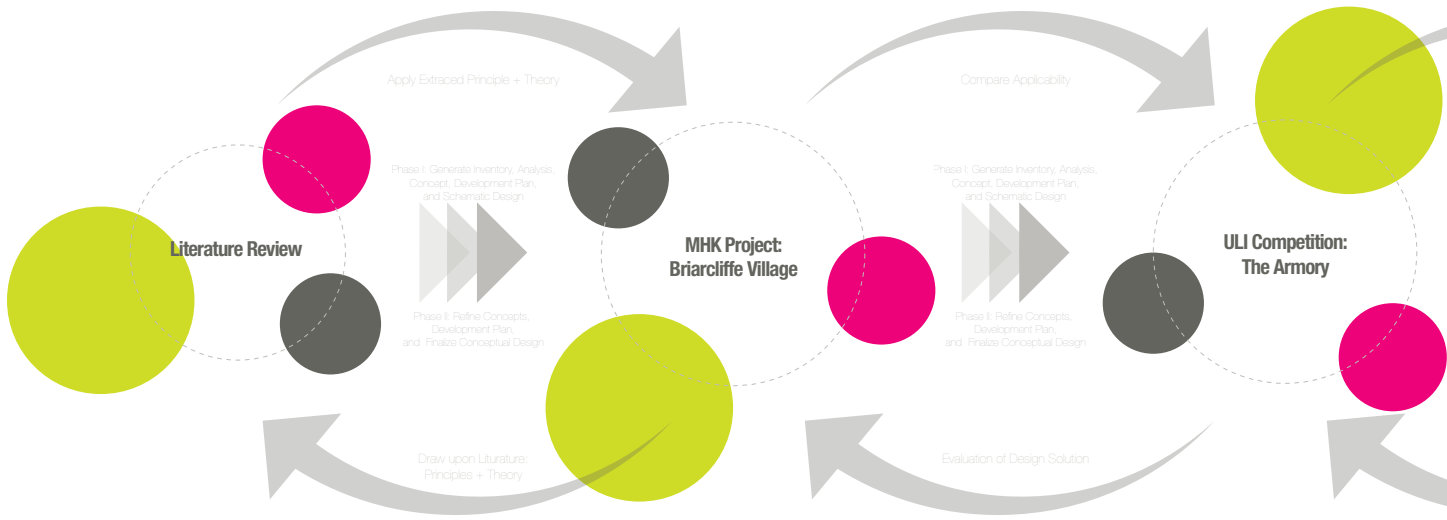 Apply Extraced Principle + Theory
Compare Applicability
Phase I: Generate Inventory, Analysis,
Concept, Development Plan,
and Schematic Design
Phase I: Generate Inventory, Analysis,
Concept, Development Plan,
and Schematic Design
Literature Review
MHK Project:
Briarcliffe Village
ULI Competition:
The Armory
Phase II: Refine Concepts,
Development Plan,
and Finalize Conceptual Design
Phase II: Refine Concepts,
Development Plan,
and Finalize Conceptual Design
Draw upon Liturature:
Principles + Theory
Evaluation of Design Solution